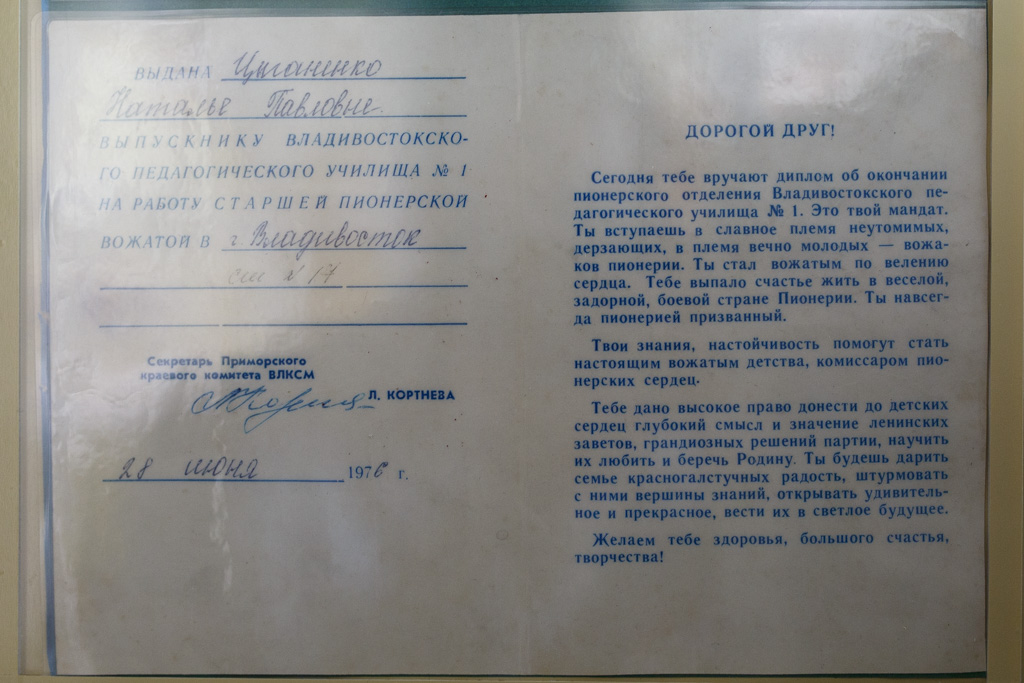 ВЫДАНА Цыганенко
Наталье Павловне
ВЫПУСКНИКУ ВЛАДИВОСТОКСКО-
ГО ПЕДАГОГИЧЕСКОГО УЧИЛИЩА № 1
НА РАБОТУ СТАРШЕЙ ПИОНЕРСКОЙ
ВОЖАТОЙ В г. Владивосток
сш № 17
Секретарь Приморского
краевого комитета ВЛКСМ
Л. КОРТНЕВА
28 июня 1976 г.
ДОРОГОЙ ДРУГ!
Сегодня тебе вручают диплом об окончании
пионерского отделения Владивостокского пе-
дагогического училища № 1. Это твой мандат.
Ты вступаешь в славное племя неутомимых,
дерзающих, в племя вечно молодых — вожа-
ков пионерии. Ты стал вожатым по велению
сердца. Тебе выпало счастье жить в веселой,
задорной, боевой стране Пионерии. Ты навсег-
да пионерией призванный.
Твои знания, настойчивость помогут стать
настоящим вожатым детства, комиссаром пио-
нерских сердец.
Тебе дано высокое право донести до детских
сердец глубокий смысл и значение ленинских
заветов, грандиозных решений партии, научить
их любить и беречь Родину. Ты будешь дарить
семье красногалстучных радость, штурмовать
с ними вершины знаний, открывать удивитель-
ное и прекрасное, вести их в светлое будущее.
Желаем тебе здоровья, большого счастья,
творчества!